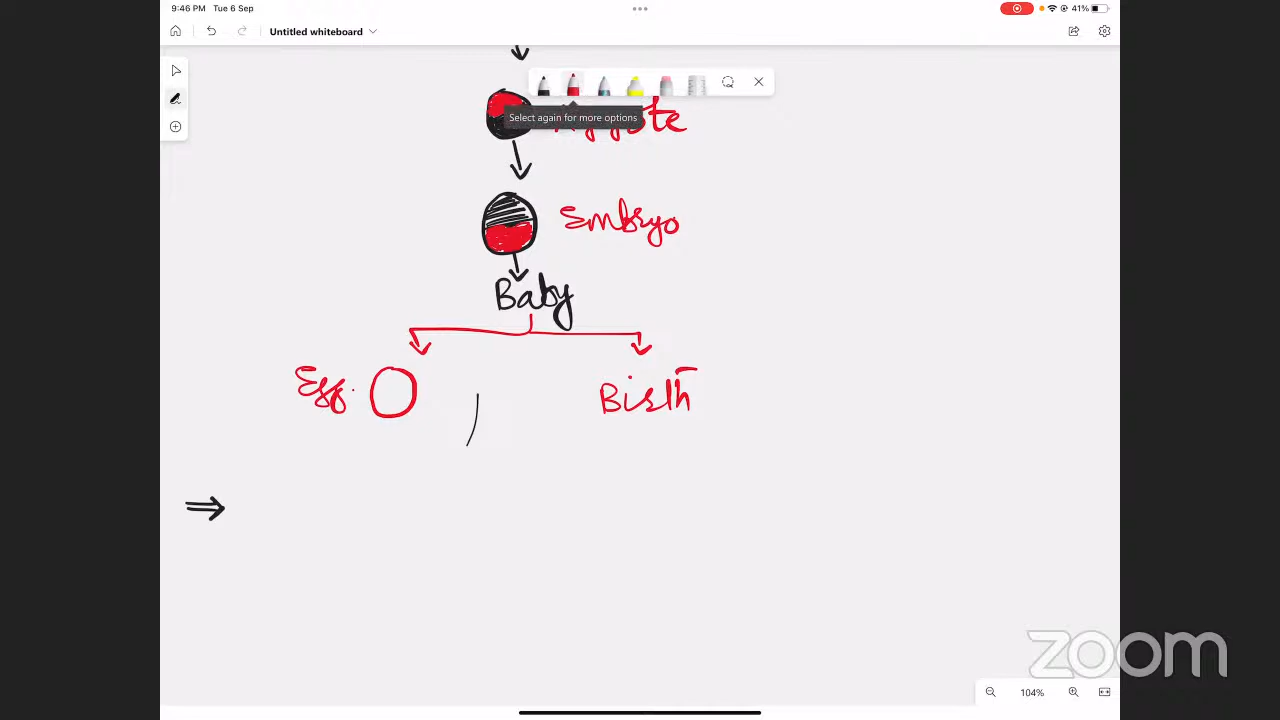 9:46 PM Tue 6 Sep
41%
Untitled whiteboard
Select again for more options
Embryo
Baby
Egg.
Birth
zoom
104%